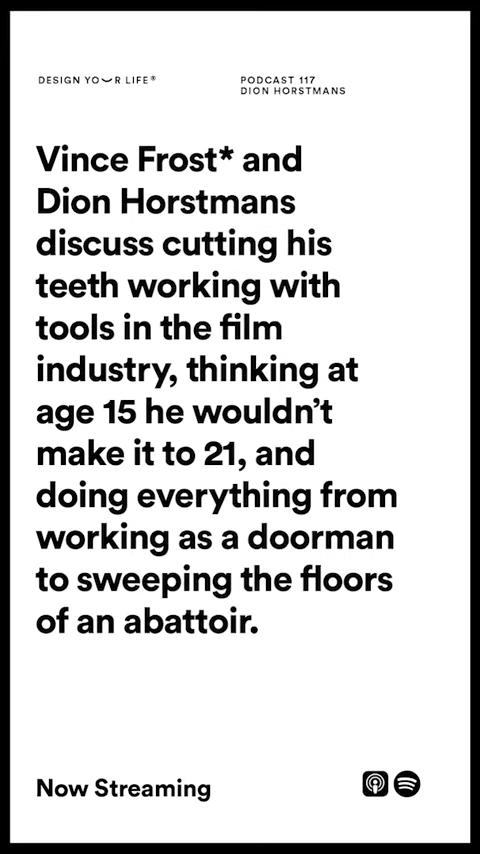 DESIGN YOUR LIFE®
PODCAST 117
DION HORSTMANS
Vince Frost* and
Dion Horstmans
discuss cutting his
teeth working with
tools in the film
industry, thinking at
age 15 he wouldn’t
make it to 21, and
doing everything from
working as a doorman
to sweeping the floors
of an abattoir.
Now Streaming